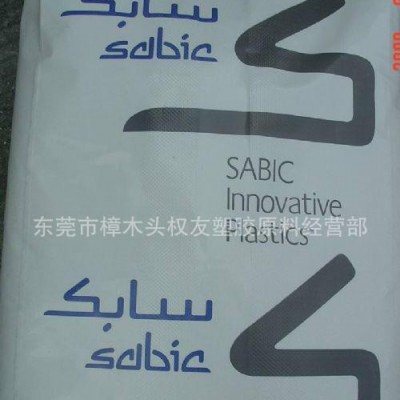 سابك
sabic
SABIC
Innovative
Plastics
东莞市樟木头权友塑胶原料经营部
سابك
sabic